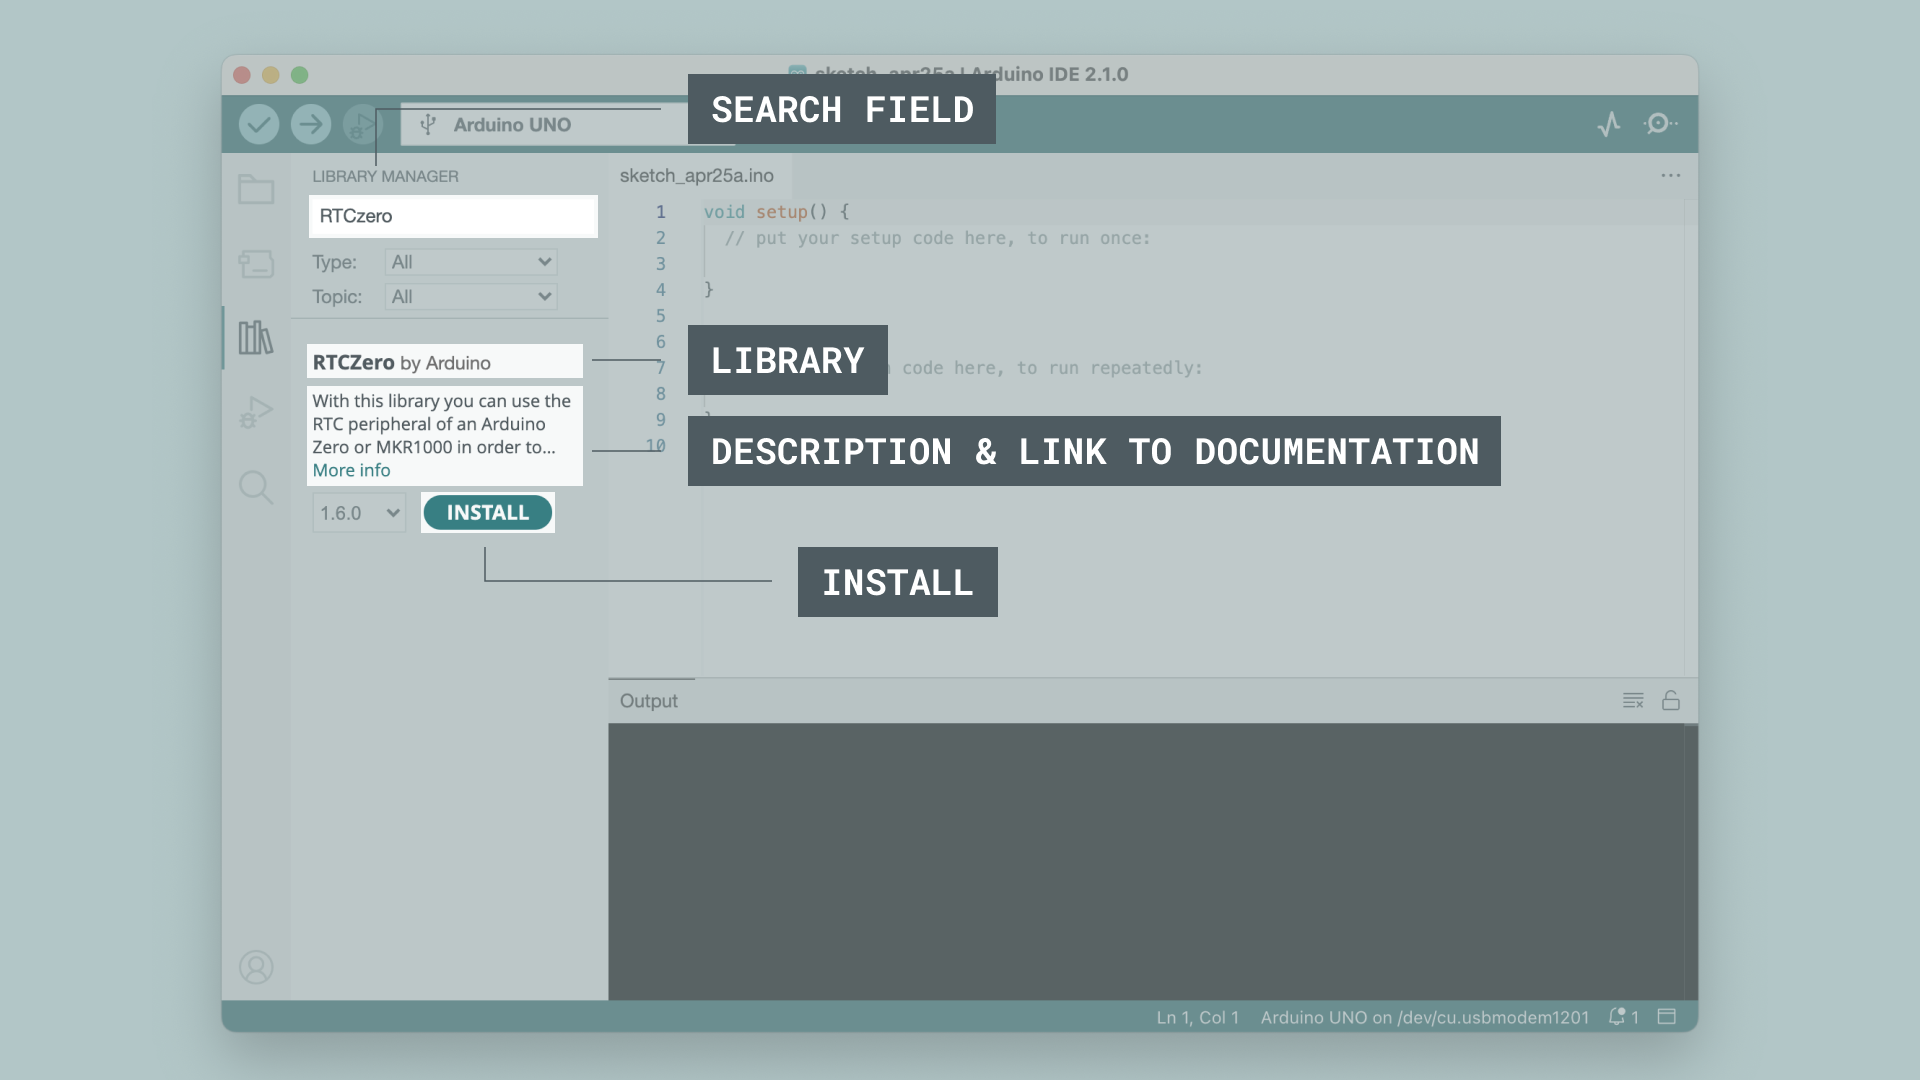 sketch_apr25a | Arduino IDE 2.1.0
SEARCH FIELD
Arduino UNO
LIBRARY MANAGER
RTCzero
Type: All
Topic: All
RTCZero by Arduino
With this library you can use the
RTC peripheral of an Arduino
Zero or MKR1000 in order to...
More info
1.6.0
INSTALL
sketch_apr25a.ino
1 void setup() {
2 // put your setup code here, to run once:
3
4 }
5
6
7 code here, to run repeatedly:
8
9 }
10
LIBRARY
DESCRIPTION & LINK TO DOCUMENTATION
INSTALL
Output
Ln 1, Col 1 Arduino UNO on /dev/cu.usbmodem1201 1